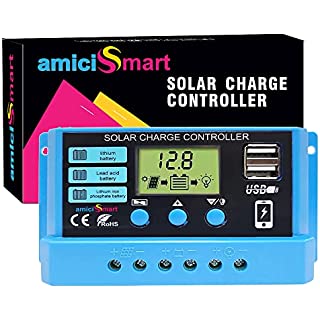 amiciSmart
SOLAR CHARGE
CONTROLLER
SOLAR CHARGE CONTROLLER
lithium
battery
Lead acid
battery
Lithium iron
phosphate battery
12.8
USB
amiciSmart
CE
RoHS